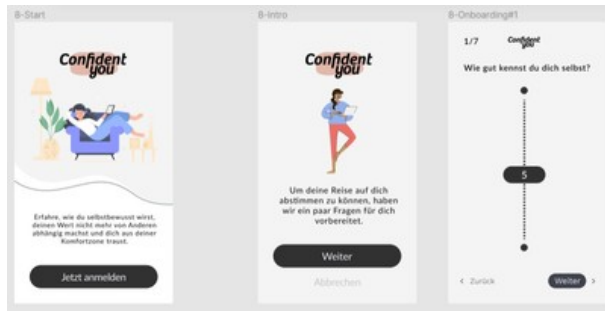 B-Start
Confident
you
Erfahre, wie du selbstbewusst wirst,
deinen Wert nicht mehr von Anderen
abhängig machst und dich aus deiner
Komfortzone traust.
Jetzt anmelden
B-Intro
Confident
you
Um deine Reise auf dich
abstimmen zu können, haben
wir ein paar Fragen für dich
vorbereitet.
Weiter
Abbrechen
B-Onboarding#1
1/7
Confident
you
Wie gut kennst du dich selbst?
5
< Zurück
Weiter >